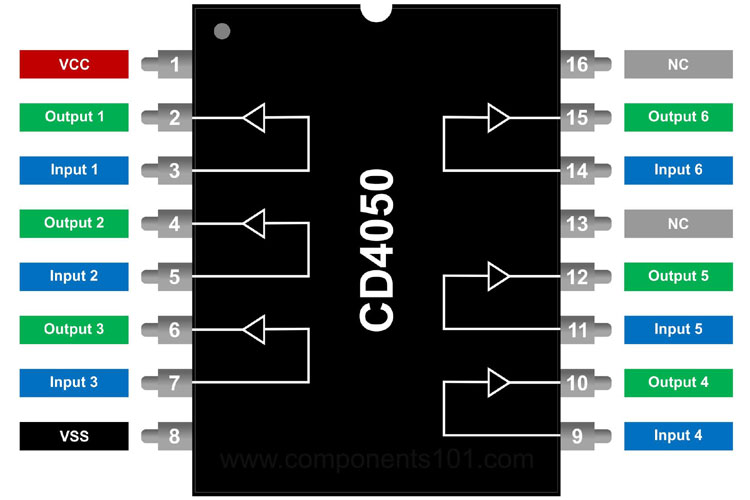 VCC 1 16 NC
Output 1 2 15 Output 6
Input 1 3 14 Input 6
Output 2 4 13 NC
Input 2 5 12 Output 5
Output 3 6 11 Input 5
Input 3 7 10 Output 4
VSS 8 9 Input 4
CD4050
www.components101.com